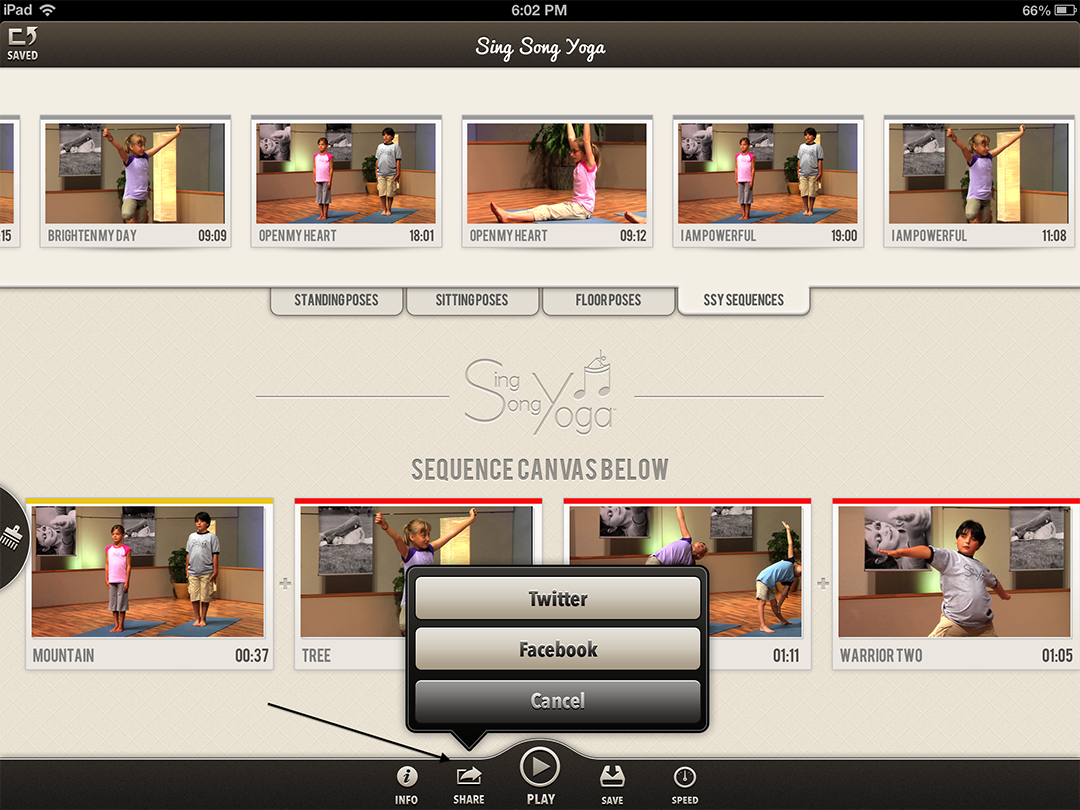 iPad 6:02 PM 66%
SAVED
Sing Song Yoga
:15
BRIGHTEN MY DAY 09:09
OPEN MY HEART 18:01
OPEN MY HEART 09:12
I AM POWERFUL 19:00
I AM POWERFUL 11:08
STANDING POSES
SITTING POSES
FLOOR POSES
SSY SEQUENCES
Sing
Song Yoga
SEQUENCE CANVAS BELOW
MOUNTAIN 00:37
TREE
01:11
WARRIOR TWO 01:05
Twitter
Facebook
Cancel
INFO
SHARE
PLAY
SAVE
SPEED